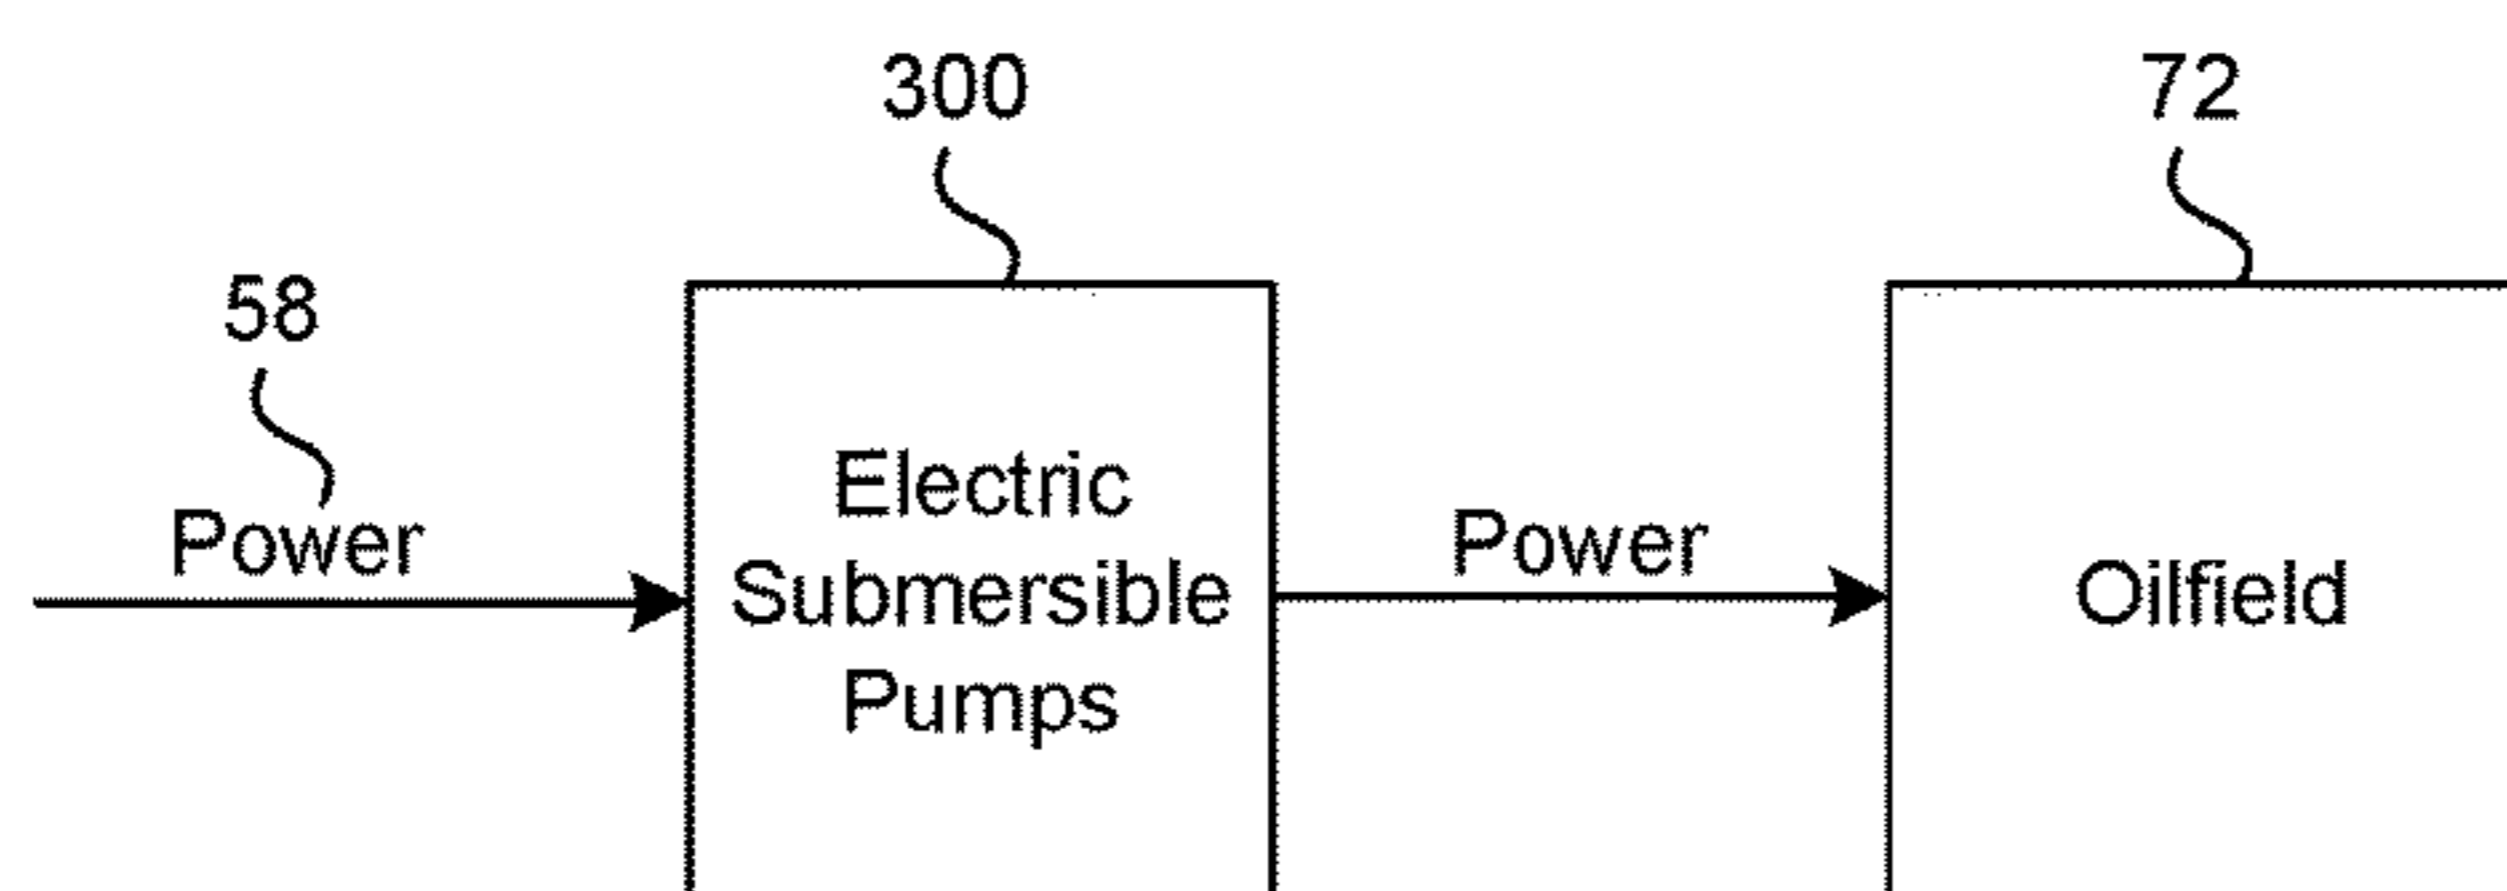 300
72
58
Power
Electric
Submersible
Pumps
Power
Oilfield